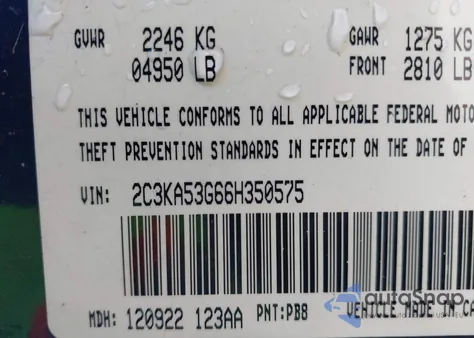 GVWR 2246 KG GAWR 1275 KG
04950 LB FRONT 2810 LB
THIS VEHICLE CONFORMS TO ALL APPLICABLE FEDERAL MOTO
THEFT PREVENTION STANDARDS IN EFFECT ON THE DATE OF
VIN: 2C3KA53G66H350575
MDH: 120922 123AA PNT:PB8 VEHICLE MADE IN CA
autoSnap